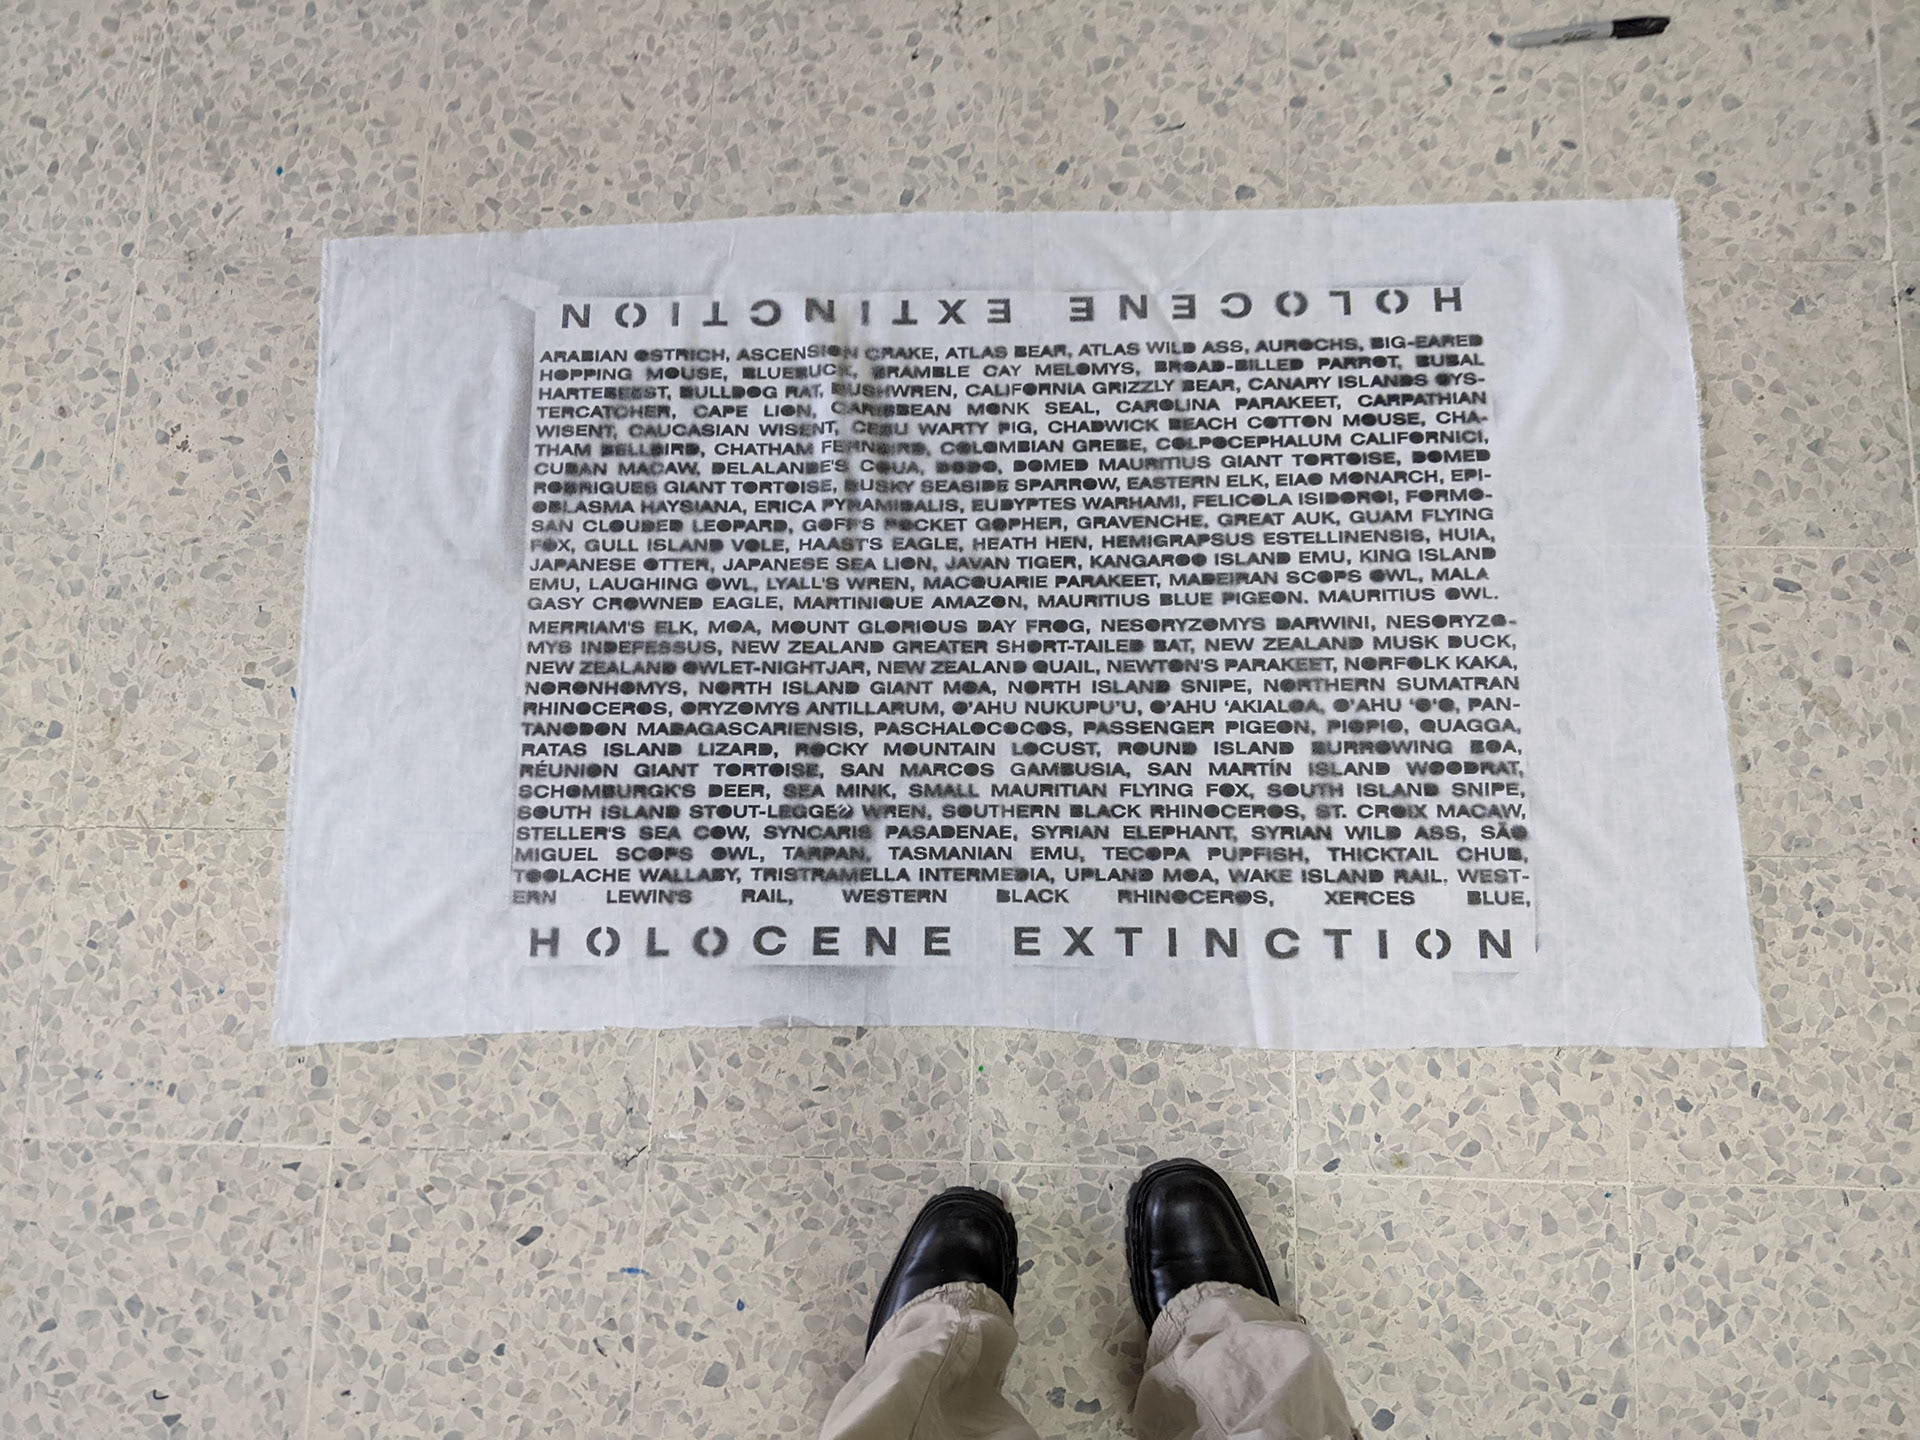 HOLOCENE EXTINCTION
ARABIAN OSTRICH, ASCENSION CRAKE, ATLAS BEAR, ATLAS WILD ASS, AUROCHS, BIG-EARED
HOPPING MOUSE, BLUEBUCK, BRAMBLE CAY MELOMYS, BROAD-BILLED PARROT, BUBAL
HARTEBEEST, BULLDOG RAT, BUSHWREN, CALIFORNIA GRIZZLY BEAR, CANARY ISLANDS OYS-
TERCATCHER, CAPE LION, CARIBBEAN MONK SEAL, CAROLINA PARAKEET, CARPATHIAN
WISENT, CAUCASIAN WISENT, CEBU WARTY PIG, CHADWICK BEACH COTTON MOUSE, CHA-
THAM BELLBIRD, CHATHAM FERNBIRD, COLOMBIAN GREBE, COLPOCEPHALUM CALIFORNICI,
CUBAN MACAW, DELALANDE'S COUA, DODO, DOMED MAURITIUS GIANT TORTOISE, DOMED
RODRIGUES GIANT TORTOISE, DUSKY SEASIDE SPARROW, EASTERN ELK, EIAO MONARCH, EPI-
OBLASMA HAYSIANA, ERICA PYRAMIDALIS, EUDYPTES WARHAMI, FELICOLA ISIDOROI, FORMO-
SAN CLOUDED LEOPARD, GOFF'S POCKET GOPHER, GRAVENCHE, GREAT AUK, GUAM FLYING
FOX, GULL ISLAND VOLE, HAAST'S EAGLE, HEATH HEN, HEMIGRAPSUS ESTELLINENSIS, HUIA,
JAPANESE OTTER, JAPANESE SEA LION, JAVAN TIGER, KANGAROO ISLAND EMU, KING ISLAND
EMU, LAUGHING OWL, LYALL'S WREN, MACQUARIE PARAKEET, MADEIRAN SCOPS OWL, MALA
GASY CROWNED EAGLE, MARTINIQUE AMAZON, MAURITIUS BLUE PIGEON. MAURITIUS OWL.
MERRIAM'S ELK, MOA, MOUNT GLORIOUS DAY FROG, NESORYZOMYS DARWINI, NESORYZO-
MYS INDEFESSUS, NEW ZEALAND GREATER SHORT-TAILED BAT, NEW ZEALAND MUSK DUCK,
NEW ZEALAND OWLET-NIGHTJAR, NEW ZEALAND QUAIL, NEWTON'S PARAKEET, NORFOLK KAKA,
NORONHOMYS, NORTH ISLAND GIANT MOA, NORTH ISLAND SNIPE, NORTHERN SUMATRAN
RHINOCEROS, ORYZOMYS ANTILLARUM, O'AHU NUKUPU'U, O'AHU 'AKIALOA, O'AHU 'O'O, PAN-
TANODON MADAGASCARIENSIS, PASCHALOCOCOS, PASSENGER PIGEON, PIOPIO, QUAGGA,
RATAS ISLAND LIZARD, ROCKY MOUNTAIN LOCUST, ROUND ISLAND BURROWING BOA,
RÉUNION GIANT TORTOISE, SAN MARCOS GAMBUSIA, SAN MARTÍN ISLAND WOODRAT,
SCHOMBURGK'S DEER, SEA MINK, SMALL MAURITIAN FLYING FOX, SOUTH ISLAND SNIPE,
SOUTH ISLAND STOUT-LEGGED WREN, SOUTHERN BLACK RHINOCEROS, ST. CROIX MACAW,
STELLER'S SEA COW, SYNCARIS PASADENAE, SYRIAN ELEPHANT, SYRIAN WILD ASS, SÃO
MIGUEL SCOPS OWL, TARPAN, TASMANIAN EMU, TECOPA PUPFISH, THICKTAIL CHUB,
TOOLACHE WALLABY, TRISTRAMELLA INTERMEDIA, UPLAND MOA, WAKE ISLAND RAIL, WEST-
ERN LEWIN'S RAIL, WESTERN BLACK RHINOCEROS, XERCES BLUE,
HOLOCENE EXTINCTION